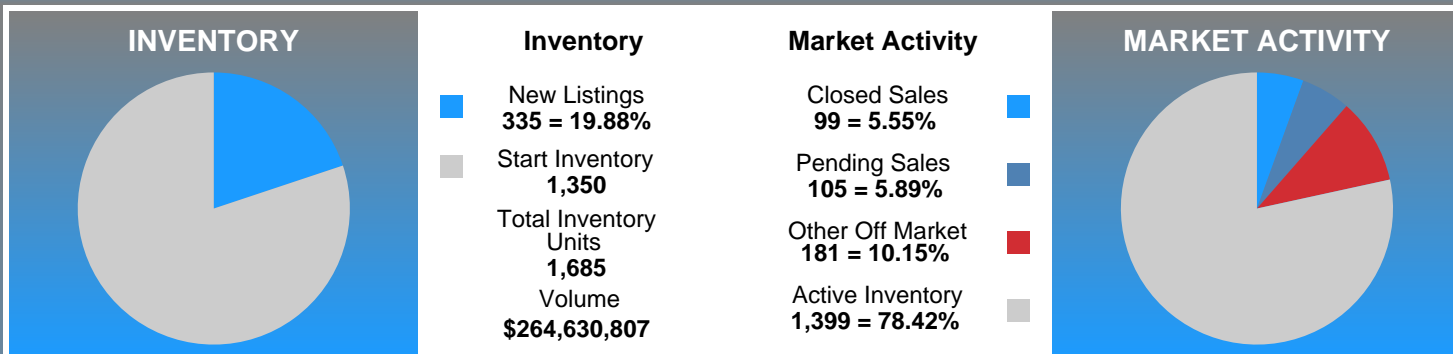 INVENTORY
Inventory
New Listings
335 = 19.88%
Start Inventory
1,350
Total Inventory
Units
1,685
Volume
$264,630,807
Market Activity
Closed Sales
99 = 5.55%
Pending Sales
105 = 5.89%
Other Off Market
181 = 10.15%
Active Inventory
1,399 = 78.42%
MARKET ACTIVITY